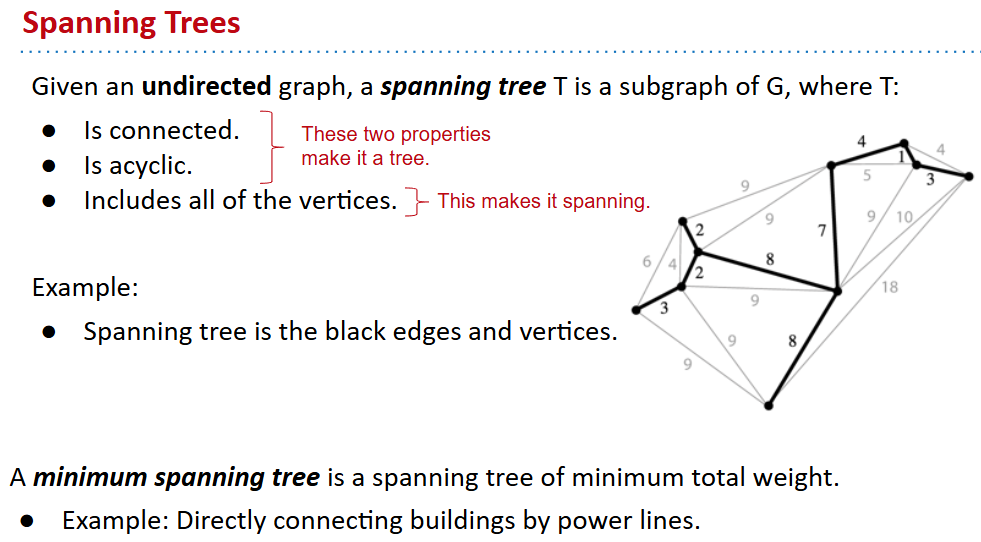 Spanning Trees
Given an undirected graph, a spanning tree T is a subgraph of G, where T:
● Is connected.
● Is acyclic.
These two properties
make it a tree.
● Includes all of the vertices.
This makes it spanning.
Example:
● Spanning tree is the black edges and vertices.
4
1
4
5
3
9
9
7
9
10
2
6
4
2
8
9
18
3
9
8
9
A minimum spanning tree is a spanning tree of minimum total weight.
● Example: Directly connecting buildings by power lines.